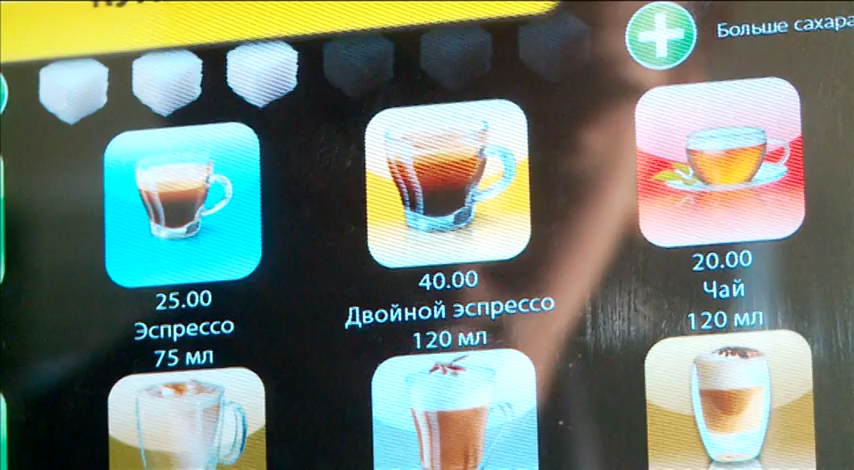 Больше сахара
25.00
Эспрессо
75 мл
40.00
Двойной эспрессо
120 мл
20.00
Чай
120 мл